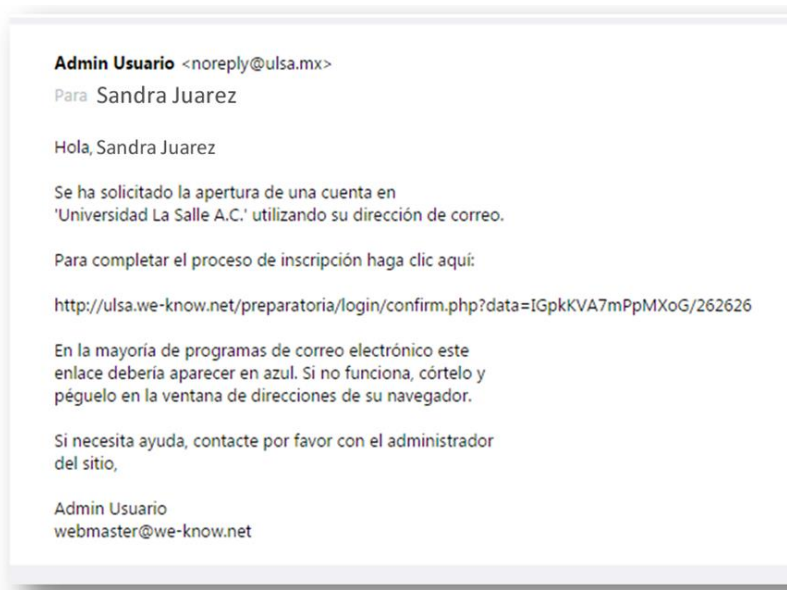 Admin Usuario <noreply@ulsa.mx>
Para Sandra Juarez
Hola, Sandra Juarez
Se ha solicitado la apertura de una cuenta en
'Universidad La Salle A.C.' utilizando su dirección de correo.
Para completar el proceso de inscripción haga clic aquí:
http://ulsa.we-know.net/preparatoria/login/confirm.php?data=IGpkKVA7mPpMXoG/262626
En la mayoría de programas de correo electrónico este
enlace debería aparecer en azul. Si no funciona, córtelo y
péguelo en la ventana de direcciones de su navegador.
Si necesita ayuda, contacte por favor con el administrador
del sitio,
Admin Usuario
webmaster@we-know.net